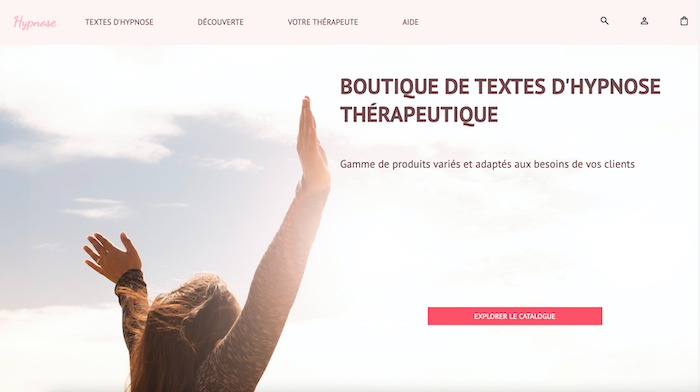 Hypnose TEXTES D'HYPNOSE DÉCOUVERTE VOTRE THÉRAPEUTE AIDE
BOUTIQUE DE TEXTES D'HYPNOSE
THÉRAPEUTIQUE
Gamme de produits variés et adaptés aux besoins de vos clients
EXPLORER LE CATALOGUE